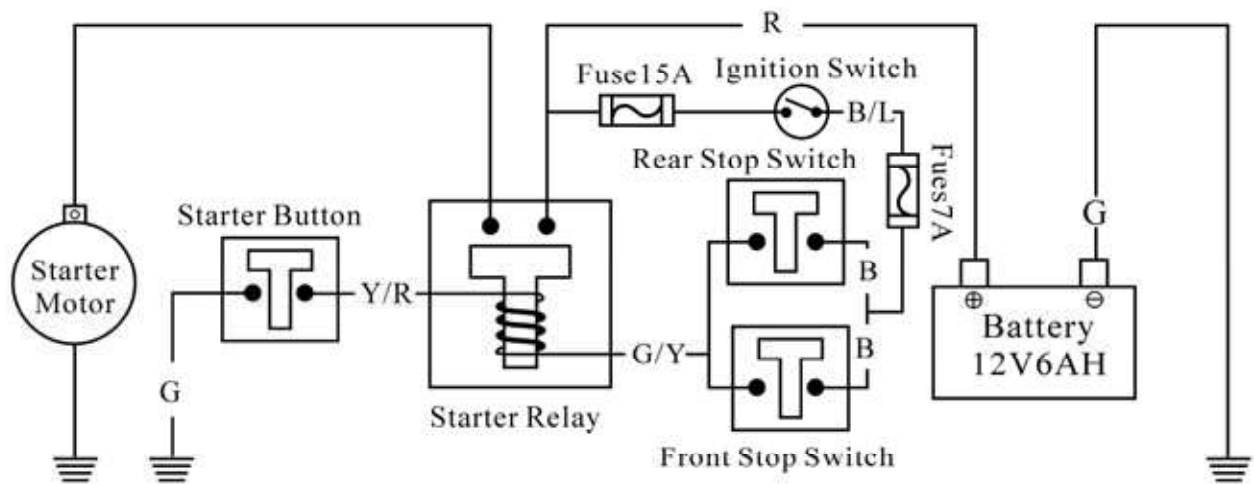 R
Fuse15A
Ignition Switch
B/L
Rear Stop Switch
Fues7A
Starter Button
G
Starter
Motor
Y/R
B
⊕
⊖
Battery
12V6AH
G/Y
B
G
Starter Relay
Front Stop Switch